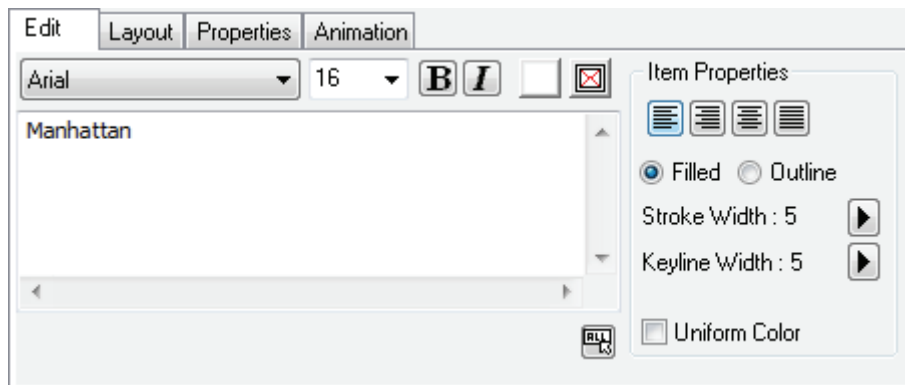 Edit Layout Properties Animation
Arial 16 B I
Item Properties
Manhattan
Filled Outline
Stroke Width : 5
Keyline Width : 5
ALL
Uniform Color